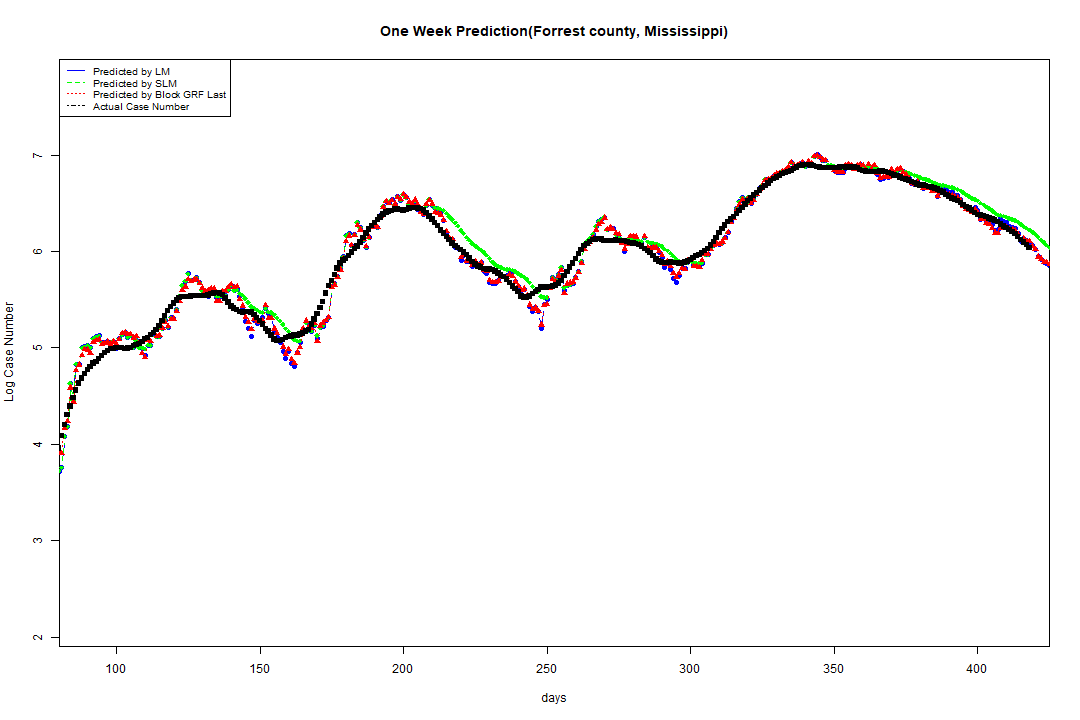 One Week Prediction(Forrest county, Mississippi)
Predicted by LM
Predicted by SLM
Predicted by Block GRF Last
Actual Case Number
7
6
5
4
3
2
Log Case Number
100 150 200 250 300 350 400
days